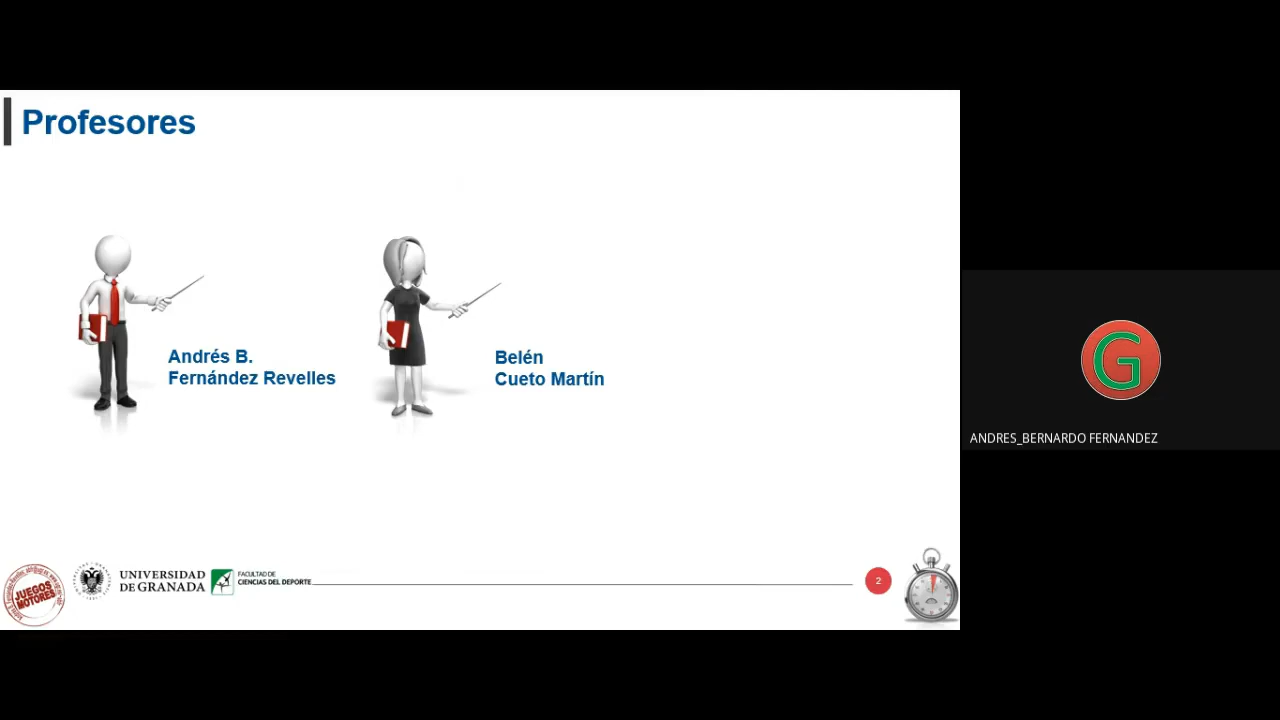 Profesores
Andrés B.
Fernández Revelles
Belén
Cueto Martín
ANDRES_BERNARDO FERNANDEZ
JUEGOS
MOTORES
UNIVERSIDAD
DE GRANADA
FACULTAD DE
CIENCIAS DEL DEPORTE
2
G